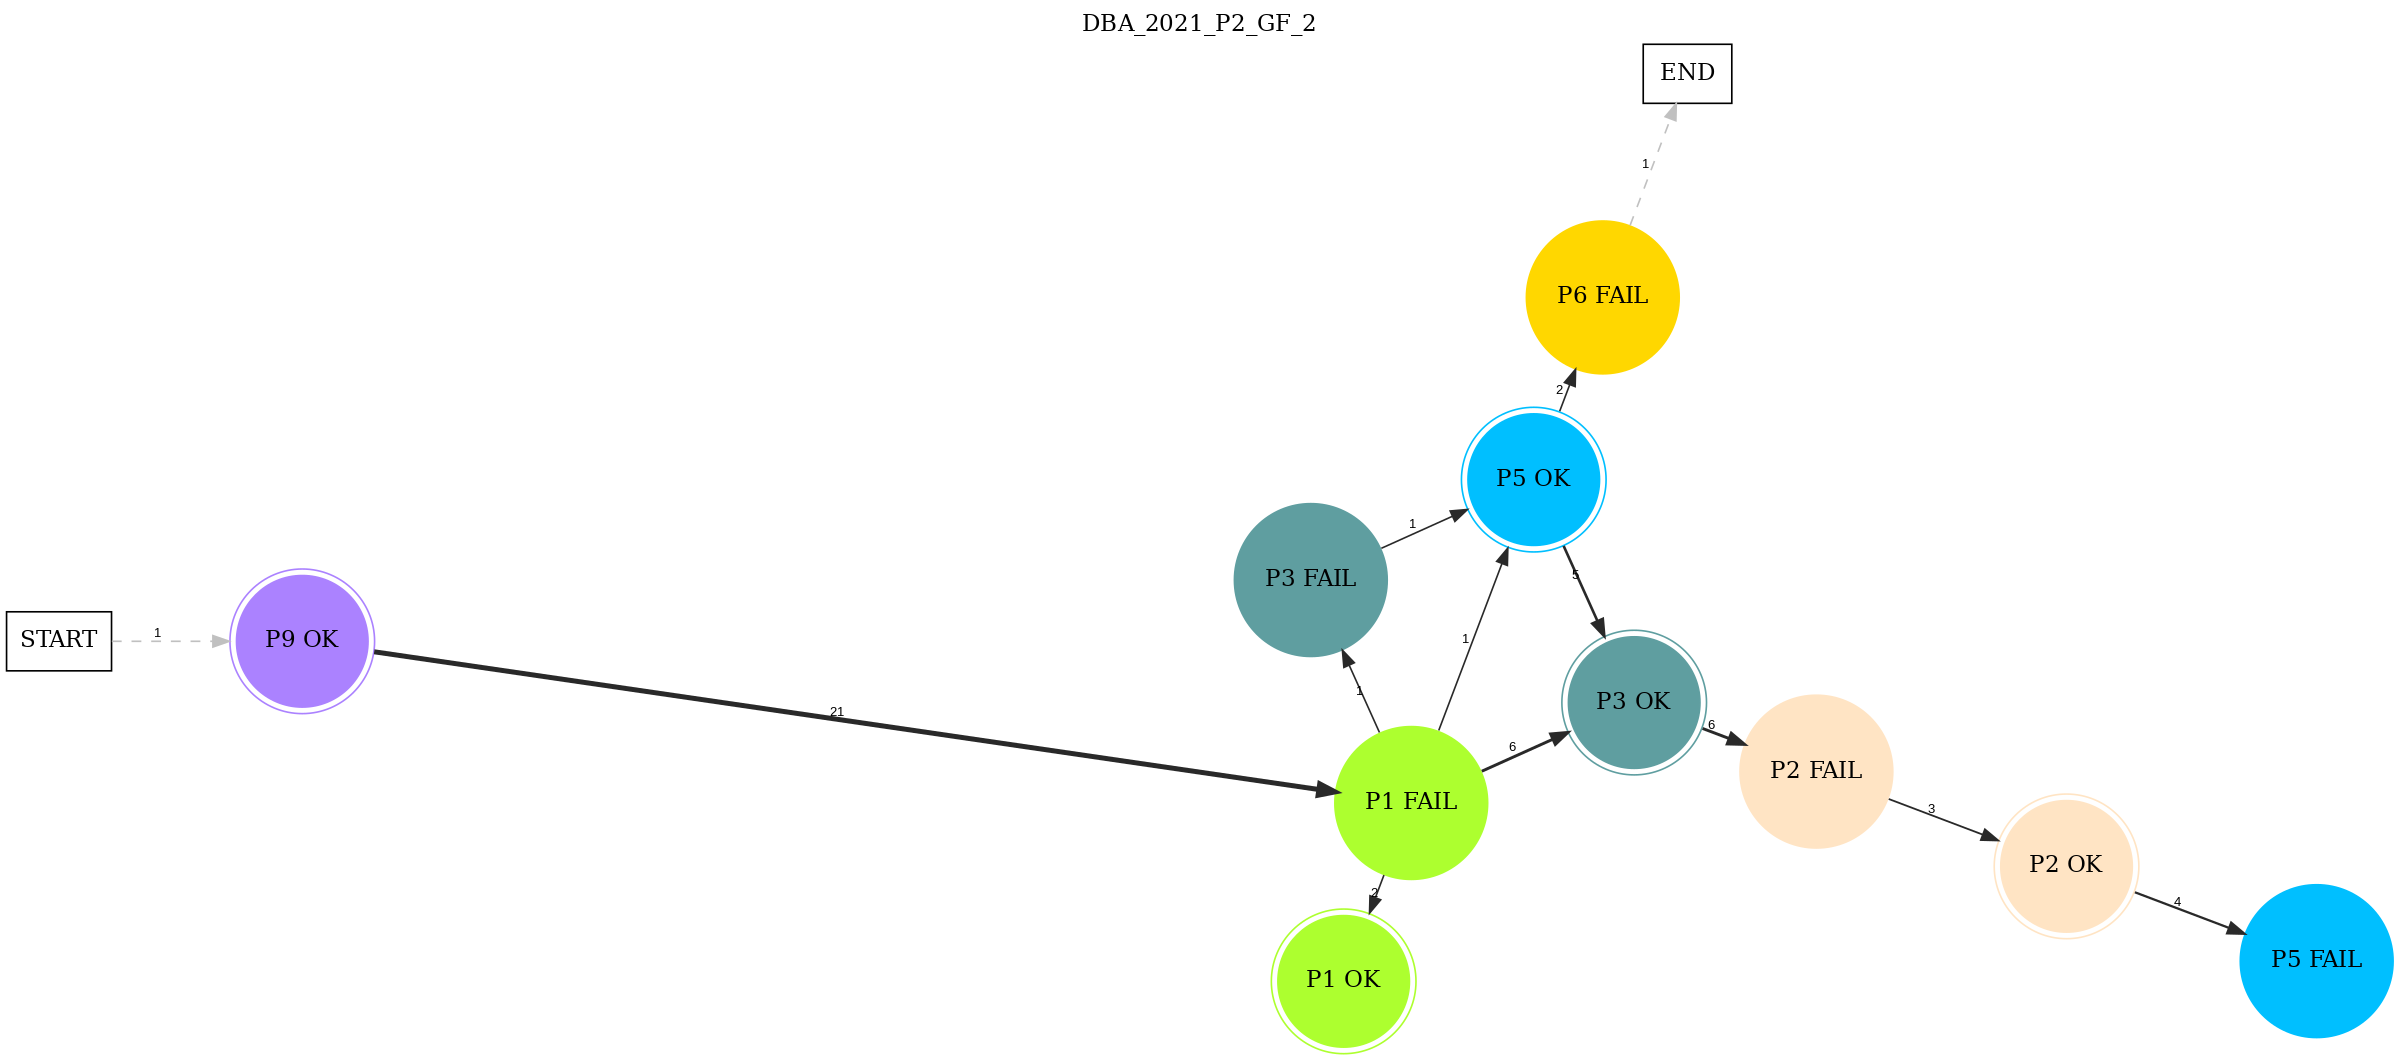 DBA_2021_P2_GF_2
END
1
P6 FAIL
2
P5 OK
1
P3 FAIL
5
START
1
P9 OK
1
1
P3 OK
21
6
6
P2 FAIL
P1 FAIL
3
P2 OK
2
4
P5 FAIL
P1 OK